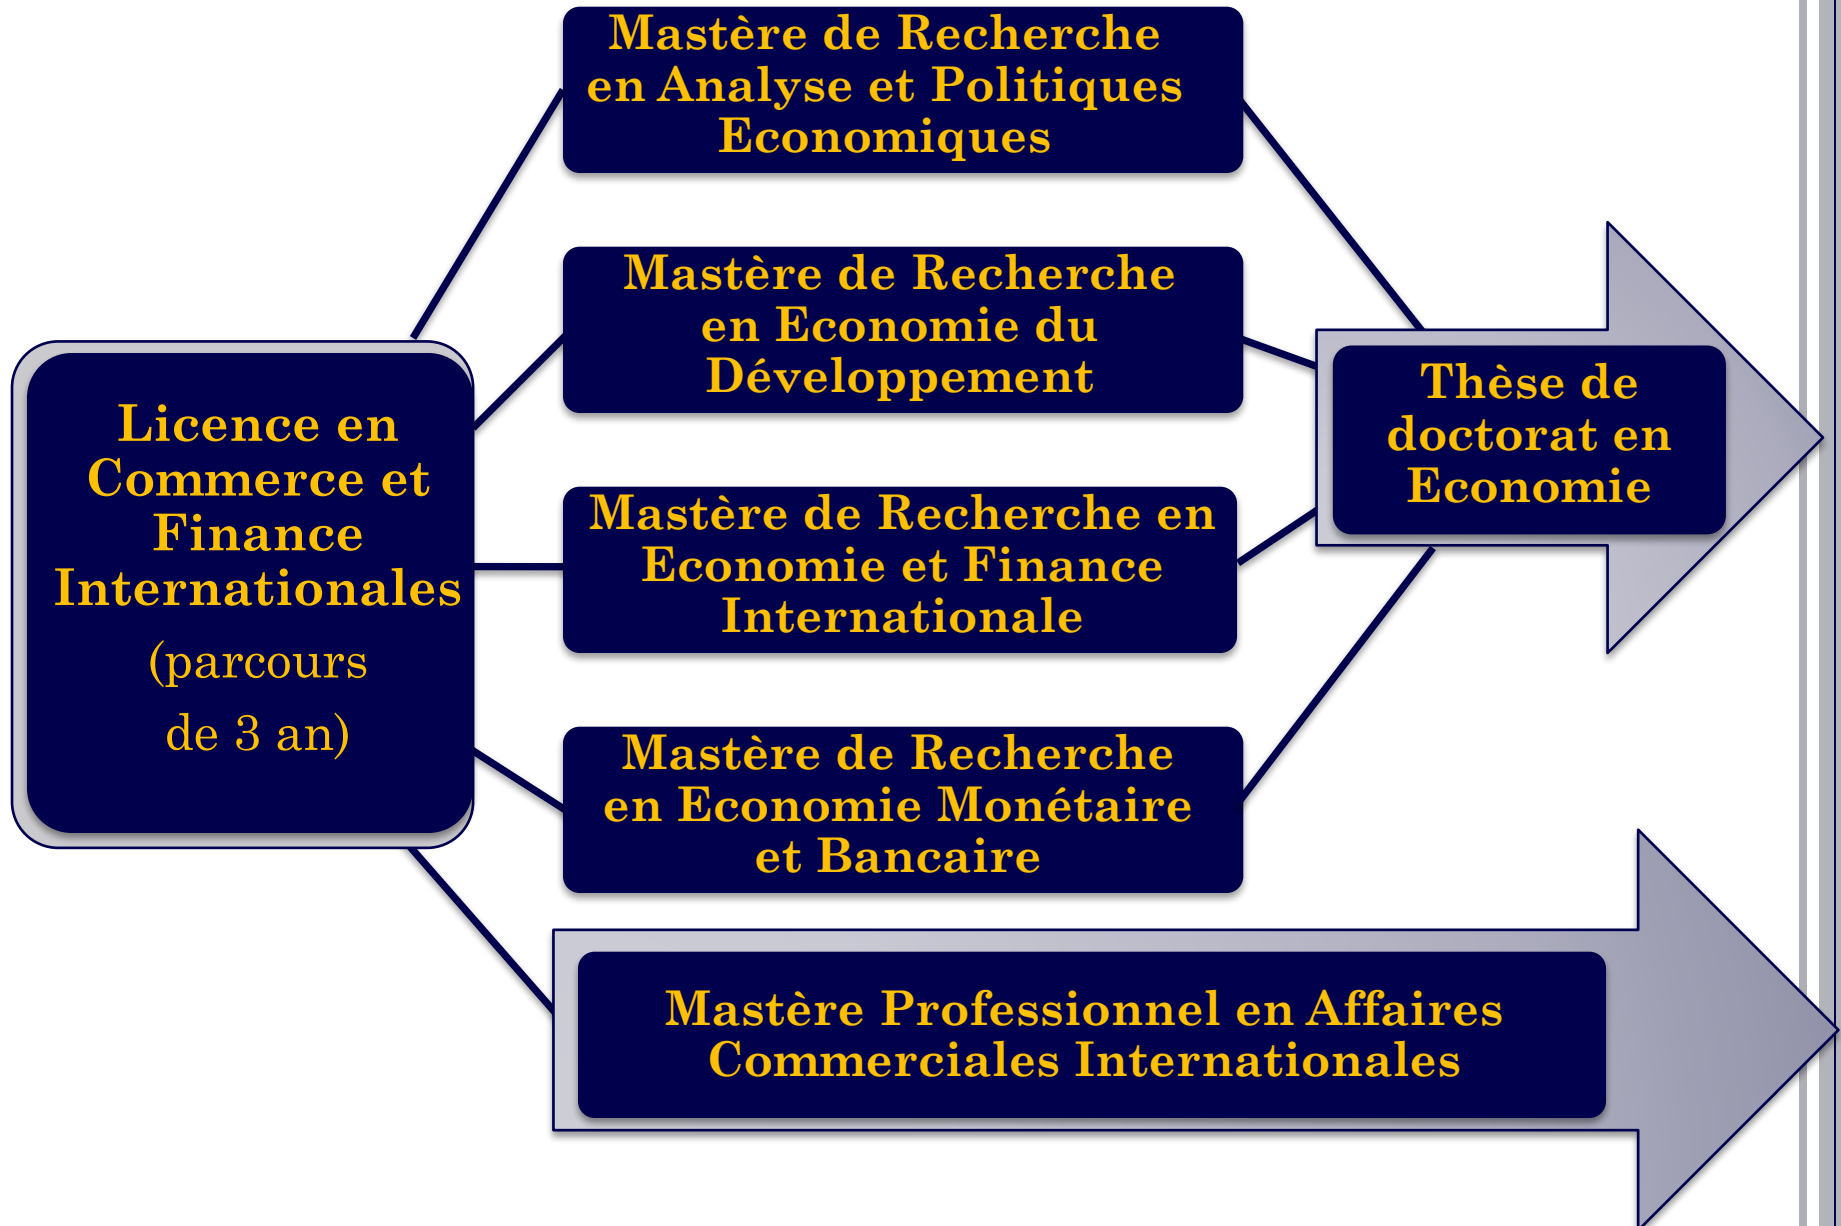 Mastère de Recherche
en Analyse et Politiques
Economiques
Mastère de Recherche
en Economie du
Développement
Licence en
Commerce et
Finance
Internationales
(parcours
de 3 an)
Mastère de Recherche en
Economie et Finance
Internationale
Mastère de Recherche
en Economie Monétaire
et Bancaire
Thèse de
doctorat en
Economie
Mastère Professionnel en Affaires
Commerciales Internationales